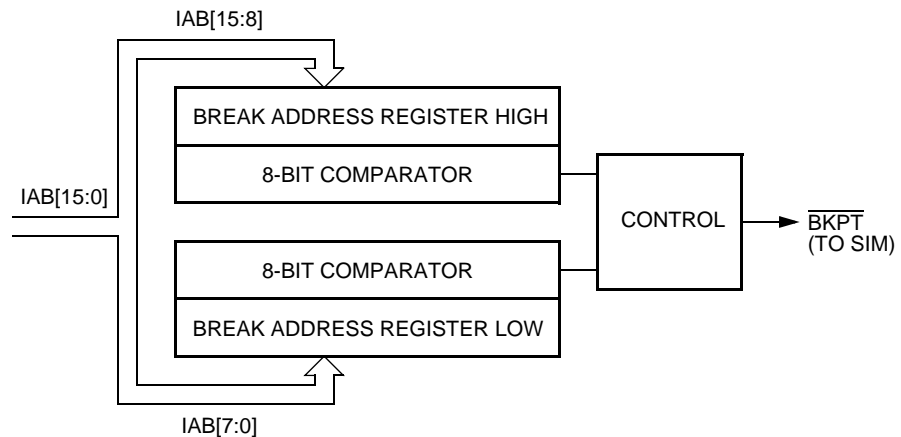 IAB[15:8]
BREAK ADDRESS REGISTER HIGH
8-BIT COMPARATOR
IAB[15:0]
CONTROL
BKPT
(TO SIM)
8-BIT COMPARATOR
BREAK ADDRESS REGISTER LOW
IAB[7:0]